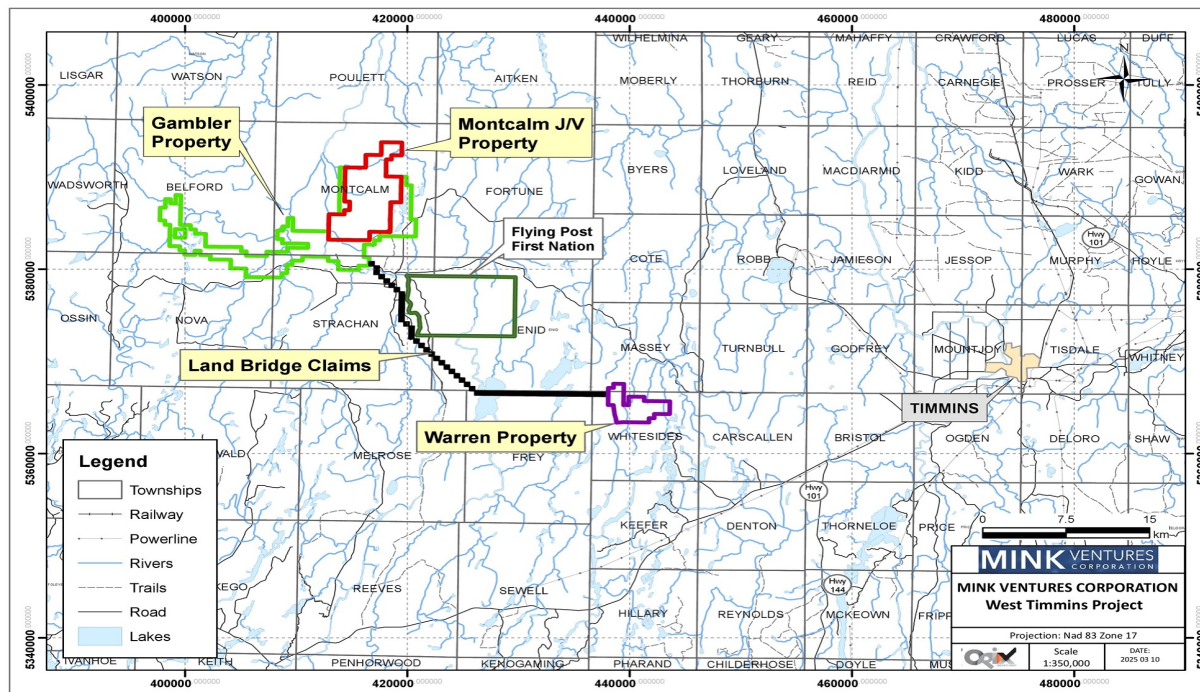 400000
420000
440000
460000
480000
WILHELMINA
GEARY
MAHAFFY
CRAWFORD
LUCAS
DUFF
N
LISGAR
WATSON
POULETT
AITKEN
MOBERLY
THORBURN
REID
CARNEGIE
PROSSER
TULLY
5400000
Gambler
Property
Montcalm J/V
Property
WADSWORTH
BELFORD
MONTCALM
FORTUNE
BYERS
LOVELAND
MACDIARMID
KIDD
WARK
GOWAN
Flying Post
First Nation
Hwy
101
5380000
COTE
ROBB
JAMIESON
JESSOP
MURPHY
HOYLE
OSSIN
NOVA
STRACHAN
ENID
MASSEY
TURNBULL
GODFREY
MOUNTJOY
TISDALE
WHITNEY
Land Bridge Claims
TIMMINS
Warren Property
WHITESIDES
CARSCALLEN
BRISTOL
OGDEN
DELORO
SHAW
5360000
WALD
MELROSE
FREY
Hwy
101
KEEFER
DENTON
THORNELOE
PRICE
Legend
Townships
Railway
Powerline
Rivers
Trails
Road
Lakes
0
7.5
15
km
KEGO
REEVES
SEWELL
Hwy
144
HILLARY
REYNOLDS
MCKEOWN
FRIPP
MINK VENTURES
CORPORATION
MINK VENTURES CORPORATION
West Timmins Project
Projection: Nad 83 Zone 17
Orix
Scale
1:350,000
DATE:
2025 03 10
5340000
IVANHOE
KEITH
PENHORWOOD
KENOGAMING
PHARAND
CHILDERHOSE
DOYLE
MUS
400000
420000
440000
460000
480000